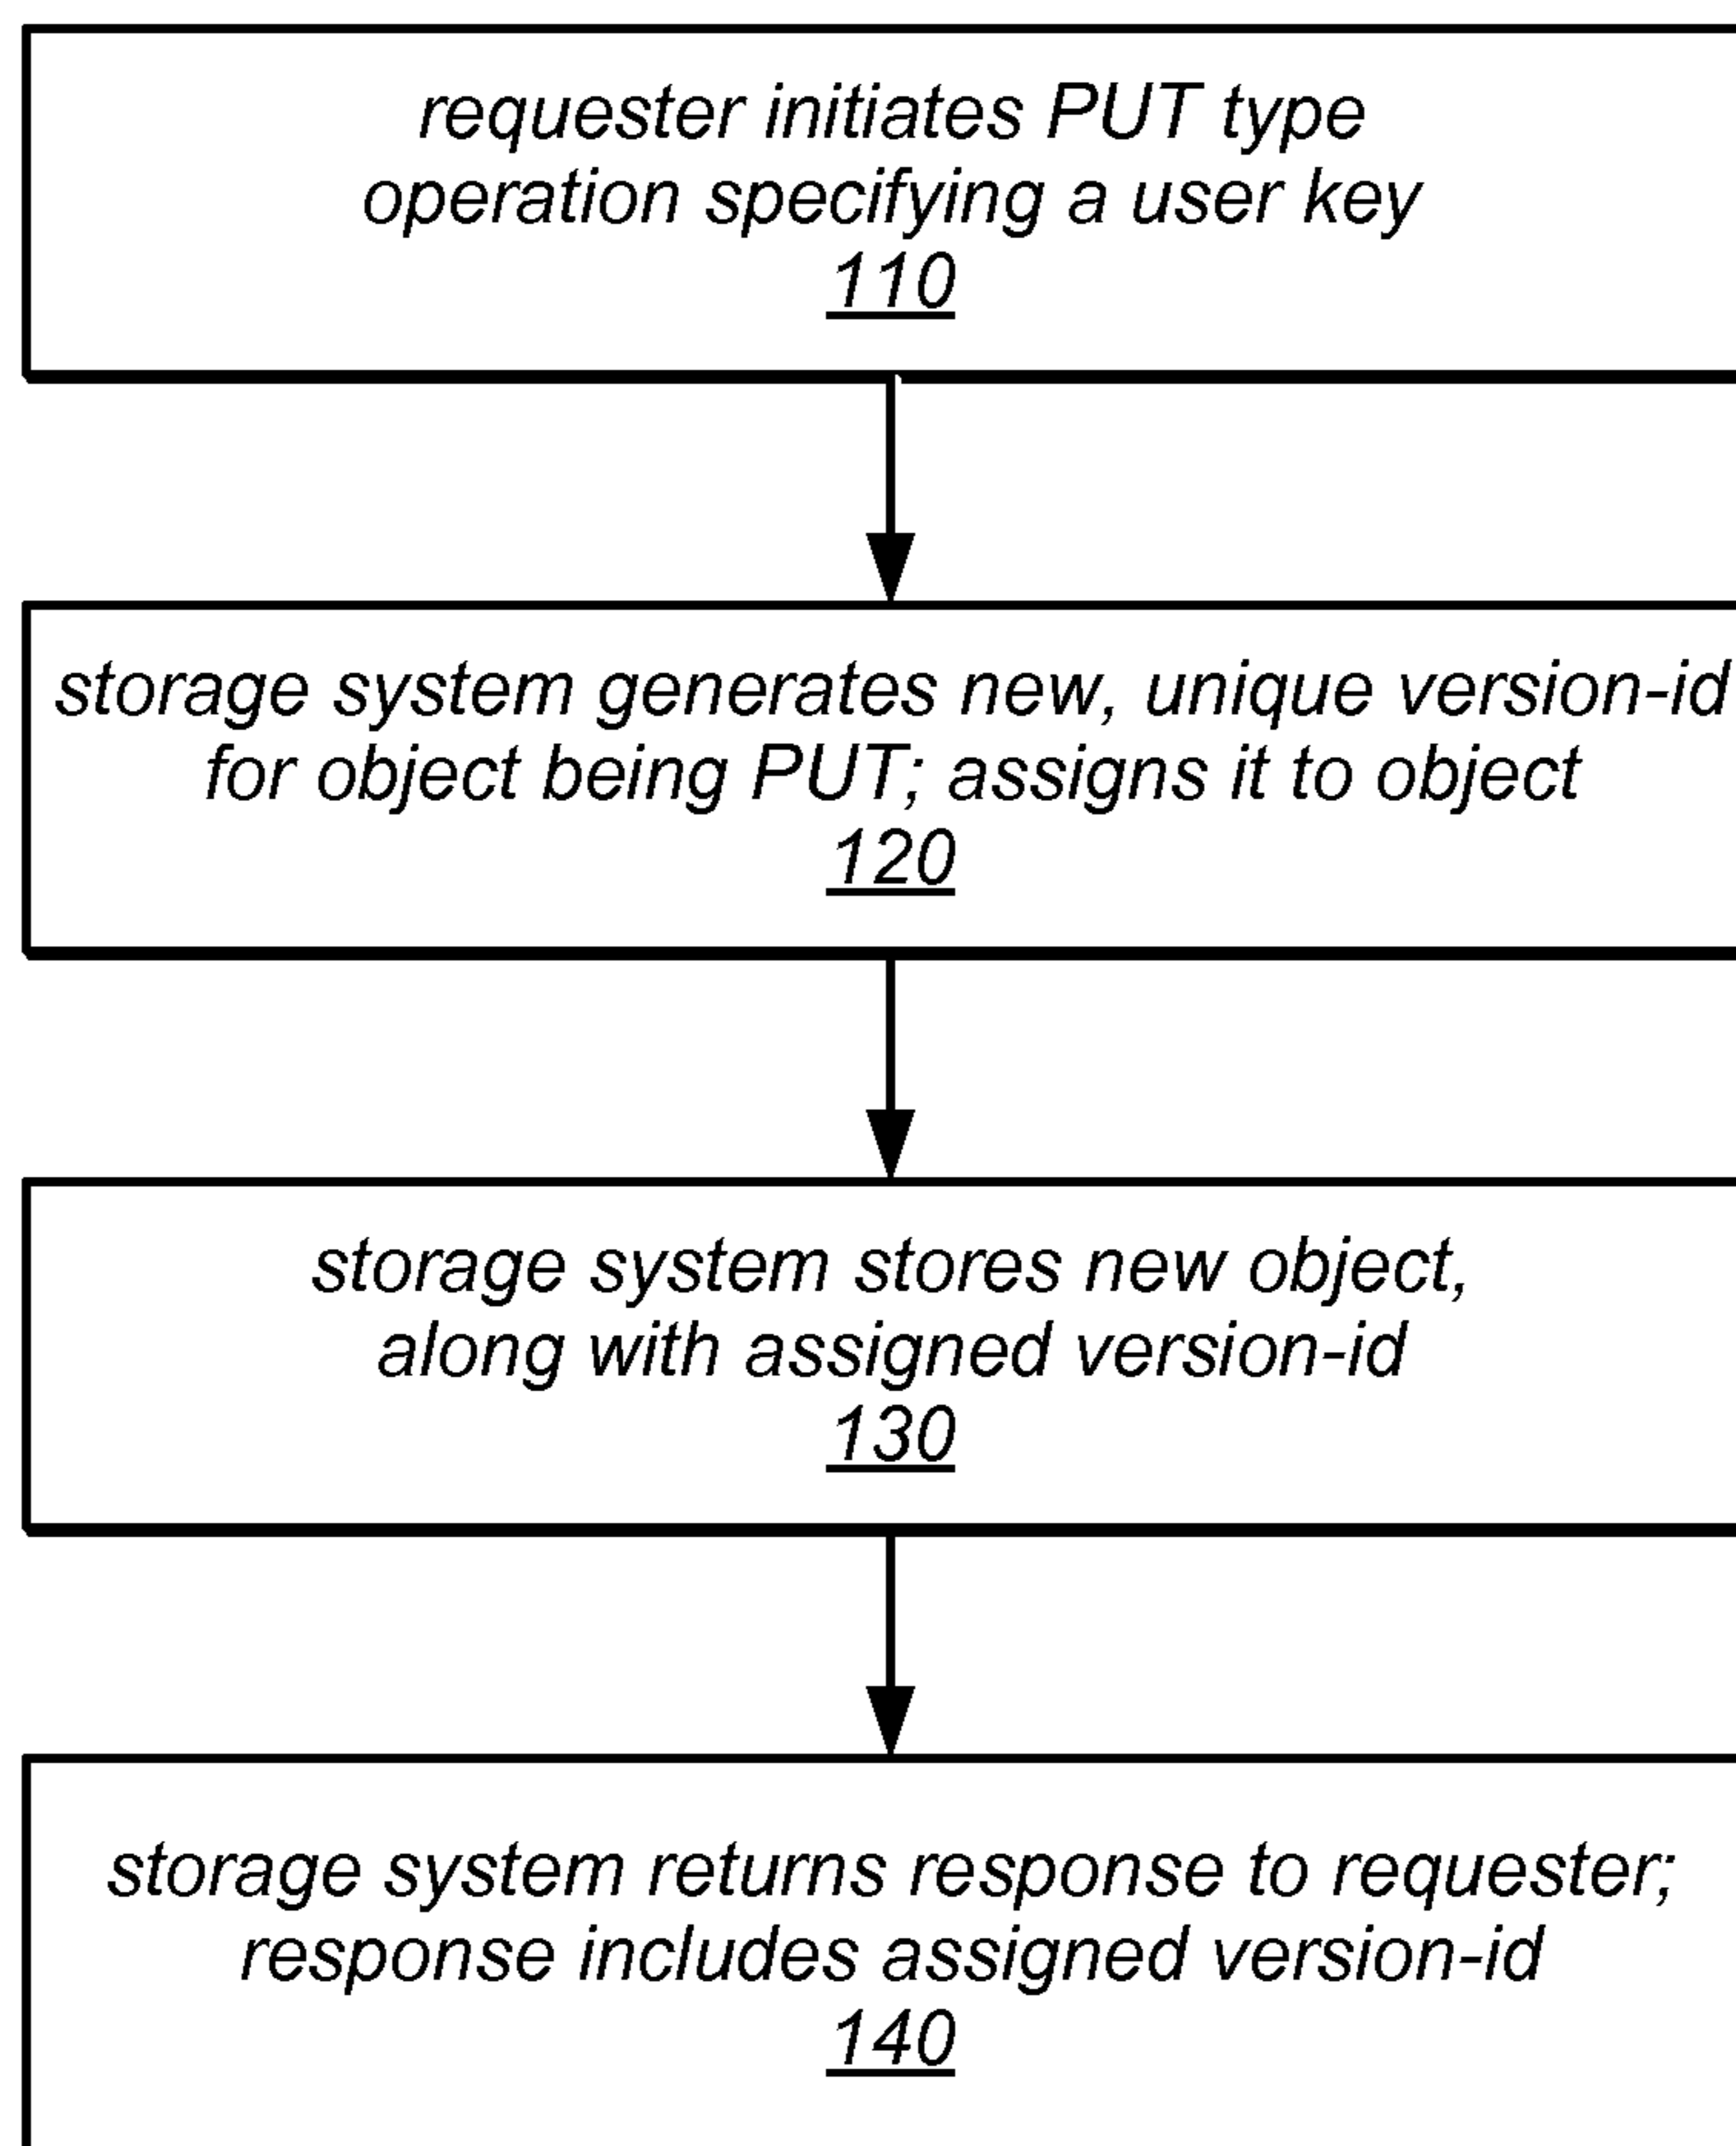 requester initiates PUT type
operation specifying a user key
110
storage system generates new, unique version-id
for object being PUT; assigns it to object
120
storage system stores new object,
along with assigned version-id
130
storage system returns response to requester;
response includes assigned version-id
140